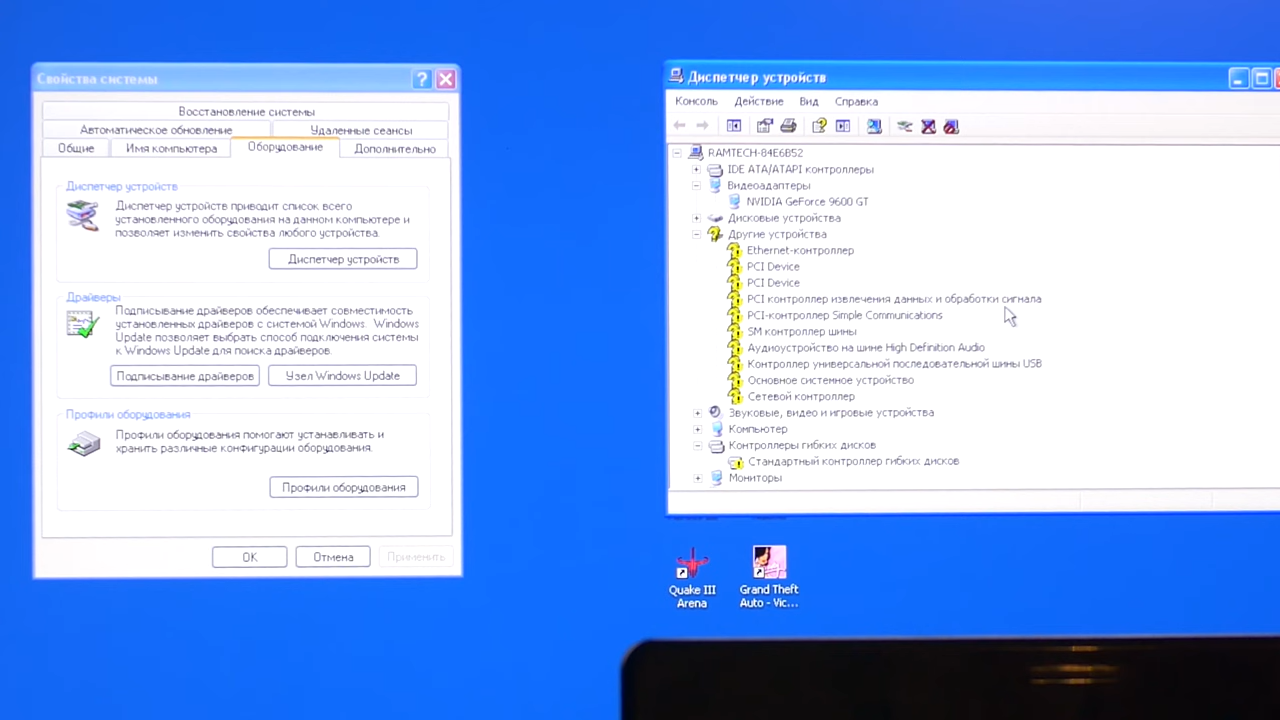 Свойства системы
Восстановление системы
Автоматическое обновление
Удаленные сеансы
Общие
Имя компьютера
Оборудование
Дополнительно
Диспетчер устройств
Диспетчер устройств приводит список всего
установленного оборудования на данном компьютере и
позволяет изменить свойства любого устройства.
Диспетчер устройств
Драйверы
Подписывание драйверов обеспечивает совместимость
установленных драйверов с системой Windows. Windows
Update позволяет выбрать способ подключения системы
к Windows Update для поиска драйверов.
Подписывание драйверов
Узел Windows Update
Профили оборудования
Профили оборудования помогают устанавливать и
хранить различные конфигурации оборудования.
Профили оборудования
ОК
Отмена
Применить
Диспетчер устройств
Консоль Действие Вид Справка
RAMTECH-84E6B52
IDE ATA/ATAPI контроллеры
Видеоадаптеры
NVIDIA GeForce 9600 GT
Дисковые устройства
Другие устройства
Ethernet-контроллер
PCI Device
PCI Device
PCI контроллер извлечения данных и обработки сигнала
PCI-контроллер Simple Communications
SM контроллер шины
Аудиоустройство на шине High Definition Audio
Контроллер универсальной последовательной шины USB
Основное системное устройство
Сетевой контроллер
Звуковые, видео и игровые устройства
Компьютер
Контроллеры гибких дисков
Стандартный контроллер гибких дисков
Мониторы
Quake III
Arena
Grand Theft
Auto - Vic...